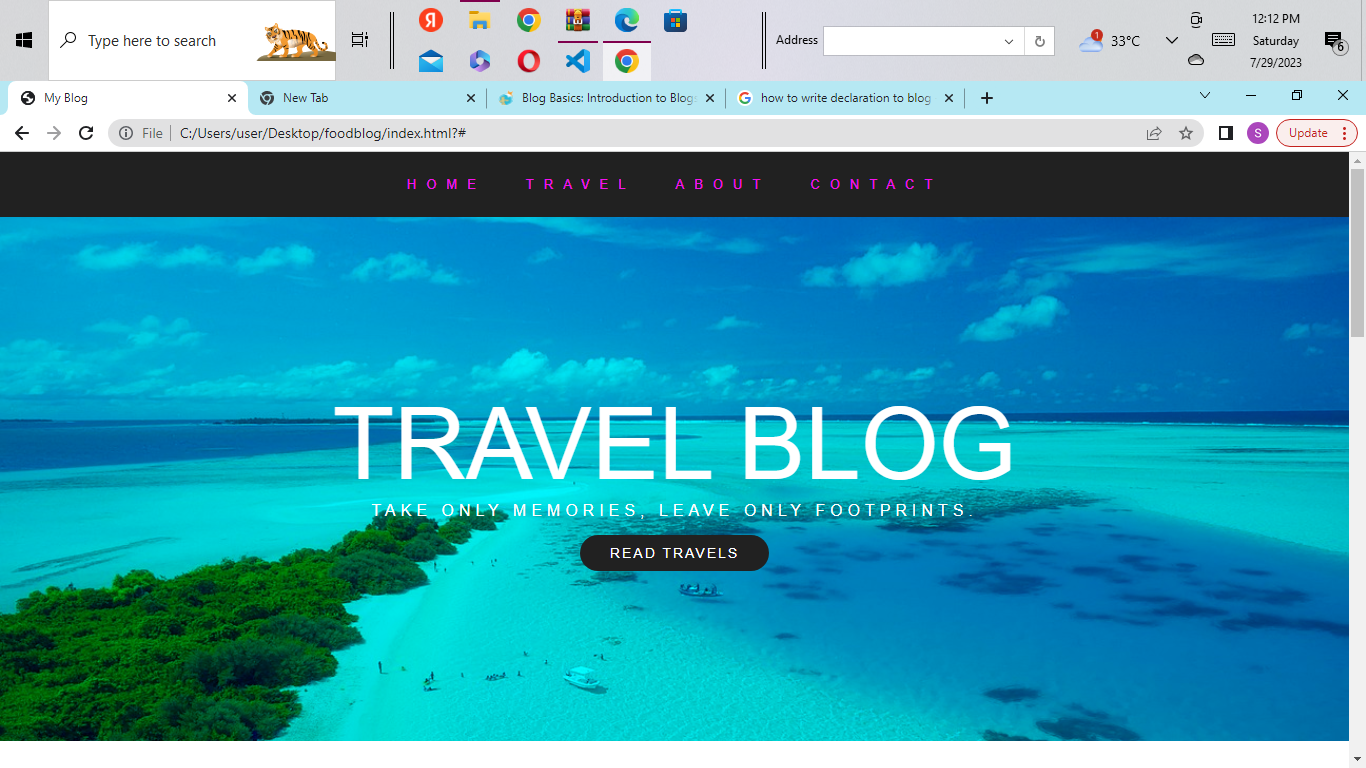 Type here to search
Я
Address
1
33°C
12:12 PM
Saturday
7/29/2023
6
My Blog
New Tab
Blog Basics: Introduction to Blog
how to write declaration to blog
File
C:/Users/user/Desktop/foodblog/index.html?#
S
Update
HOME TRAVEL ABOUT CONTACT
TRAVEL BLOG
TAKE ONLY MEMORIES, LEAVE ONLY FOOTPRINTS.
READ TRAVELS